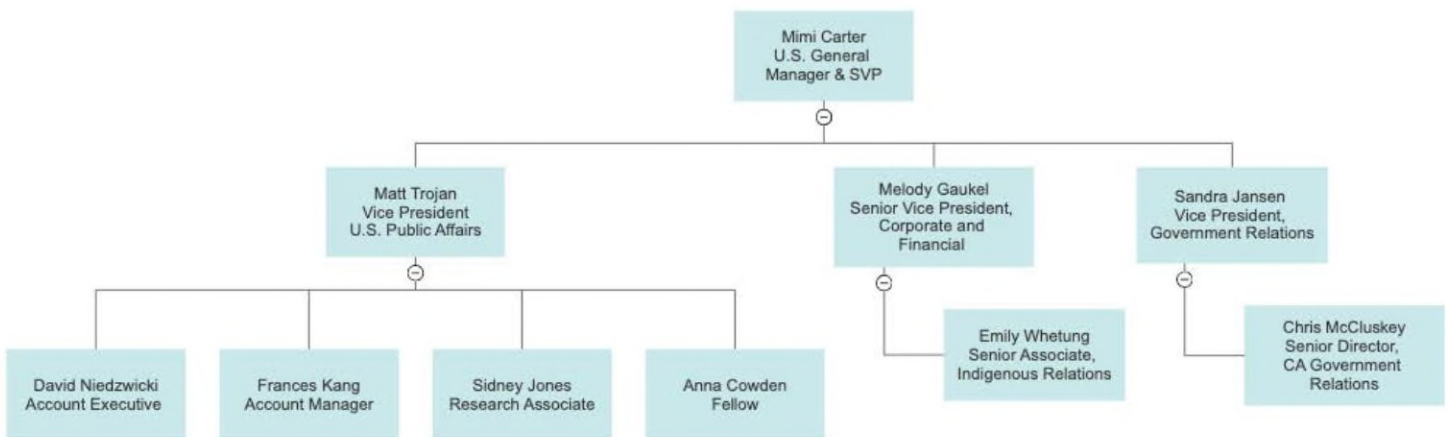 Mimi Carter
U.S. General
Manager & SVP
Matt Trojan
Vice President
U.S. Public Affairs
Melody Gaukel
Senior Vice President,
Corporate and
Financial
Sandra Jansen
Vice President,
Government Relations
David Niedzwicki
Account Executive
Frances Kang
Account Manager
Sidney Jones
Research Associate
Anna Cowden
Fellow
Emily Whetung
Senior Associate,
Indigenous Relations
Chris McCluskey
Senior Director,
CA Government
Relations